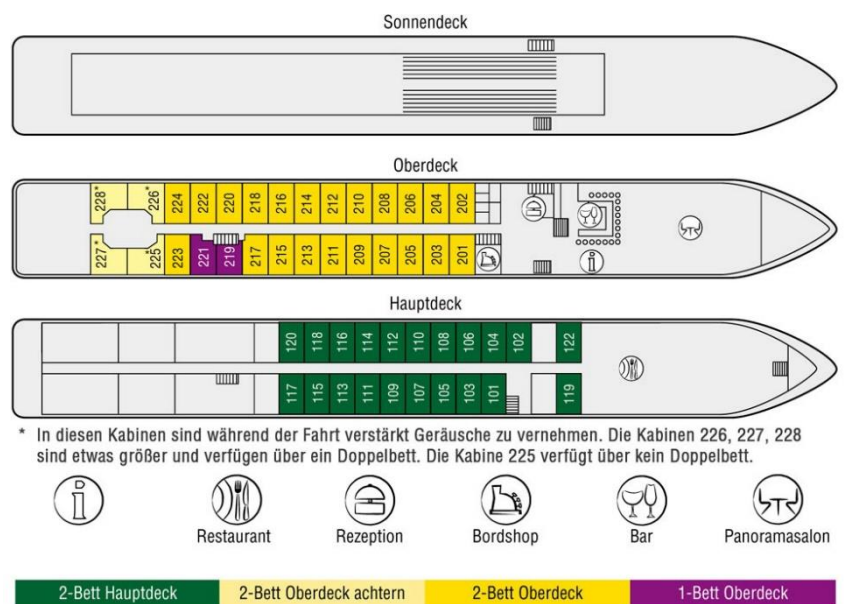 Sonnendeck
Oberdeck
228* 226* 224 222 220 218 216 214 212 210 208 206 204 202
227* 225* 223 221 219 217 215 213 211 209 207 205 203 201
Hauptdeck
120 118 116 114 112 110 108 106 104 102 122
117 115 113 111 109 107 105 103 101 119
* In diesen Kabinen sind während der Fahrt verstärkt Geräusche zu vernehmen. Die Kabinen 226, 227, 228
sind etwas größer und verfügen über ein Doppelbett. Die Kabine 225 verfügt über kein Doppelbett.
i
Restaurant Rezeption Bordshop Bar Panoramasalon
2-Bett Hauptdeck 2-Bett Oberdeck achtern 2-Bett Oberdeck 1-Bett Oberdeck